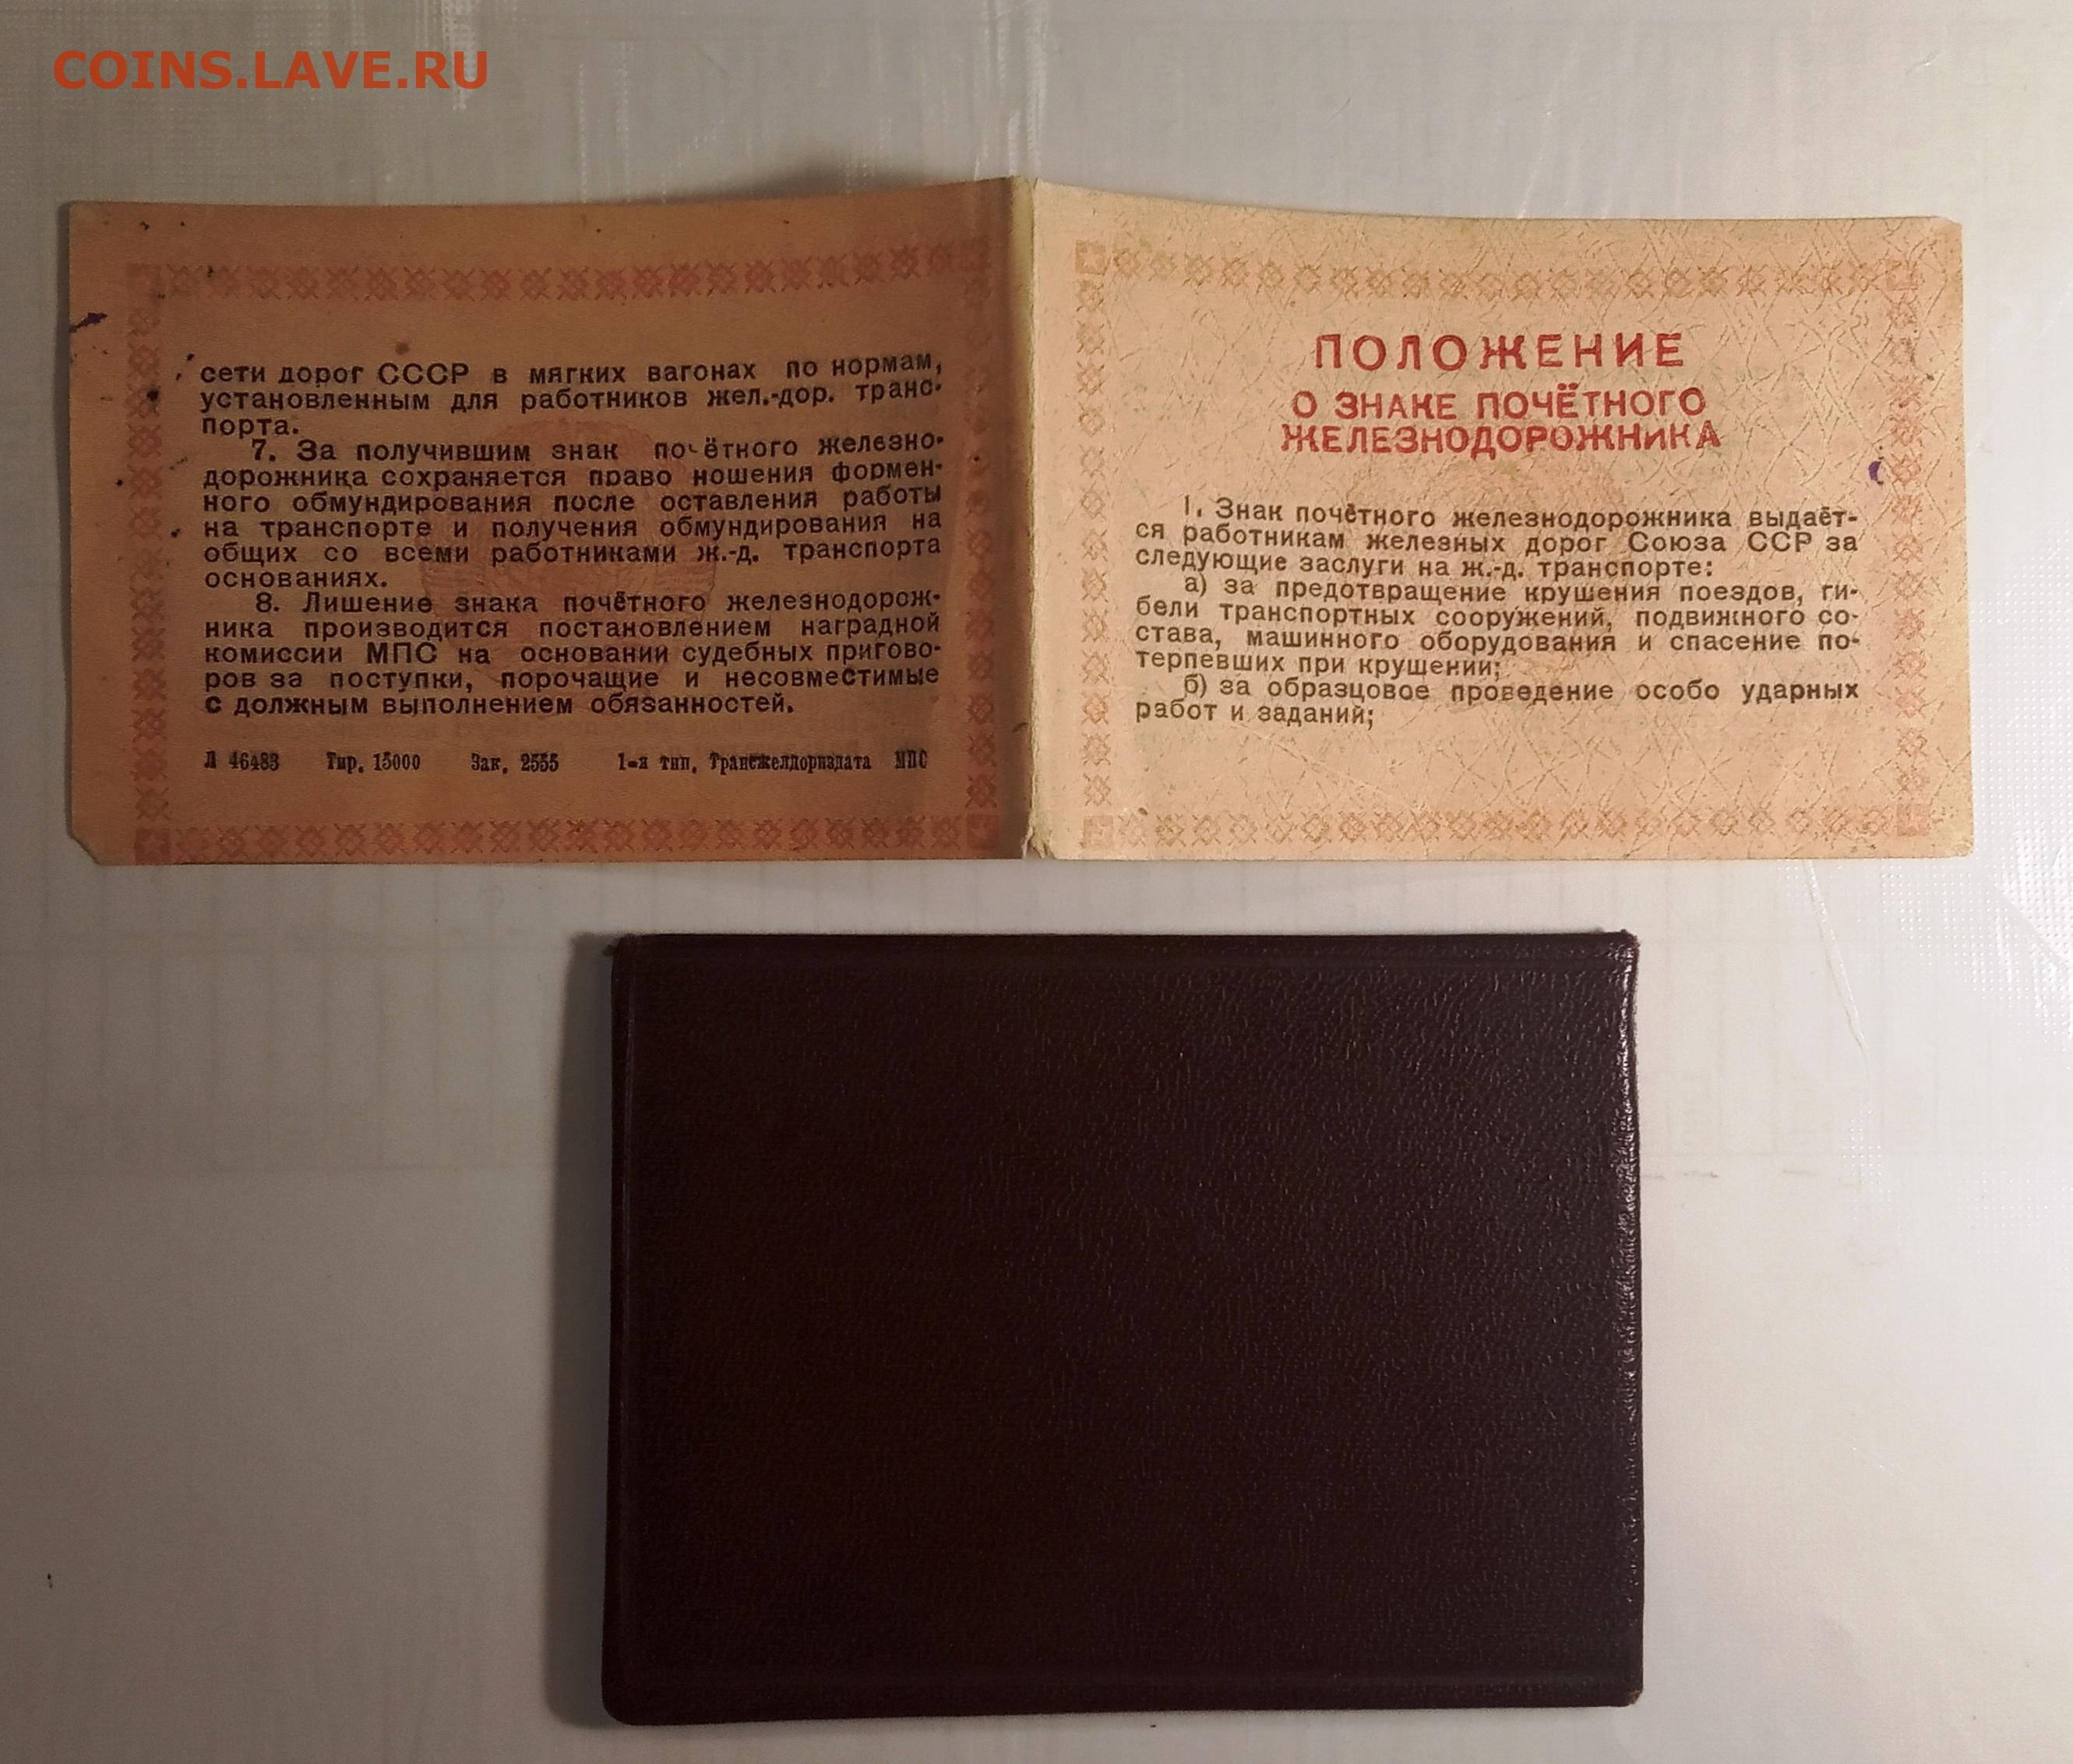 COINS.LAVE.RU
сети дорог СССР в мягких вагонах по нормам,
установленным для работников жел.-дор. транс-
порта.
7. За получившим знак почётного железно-
дорожника сохраняется право ношения формен-
ного обмундирования после оставления работы
на транспорте и получения обмундирования на
общих со всеми работниками ж.-д. транспорта
основаниях.
8. Лишение знака почётного железнодорож-
ника производится постановлением наградной
комиссии МПС на основании судебных пригово-
ров за поступки, порочащие и несовместимые
с должным выполнением обязанностей.
Л 46483 Тир. 15000 Зак. 2555 1-я тип. Трансжелдориздата МПС
ПОЛОЖЕНИЕ
О ЗНАКЕ ПОЧЁТНОГО
ЖЕЛЕЗНОДОРОЖНИКА
1. Знак почётного железнодорожника выдаёт-
ся работникам железных дорог Союза ССР за
следующие заслуги на ж.-д. транспорте:
а) за предотвращение крушения поездов, ги-
бели транспортных сооружений, подвижного со-
става, машинного оборудования и спасение по-
терпевших при крушении;
б) за образцовое проведение особо ударных
работ и заданий;